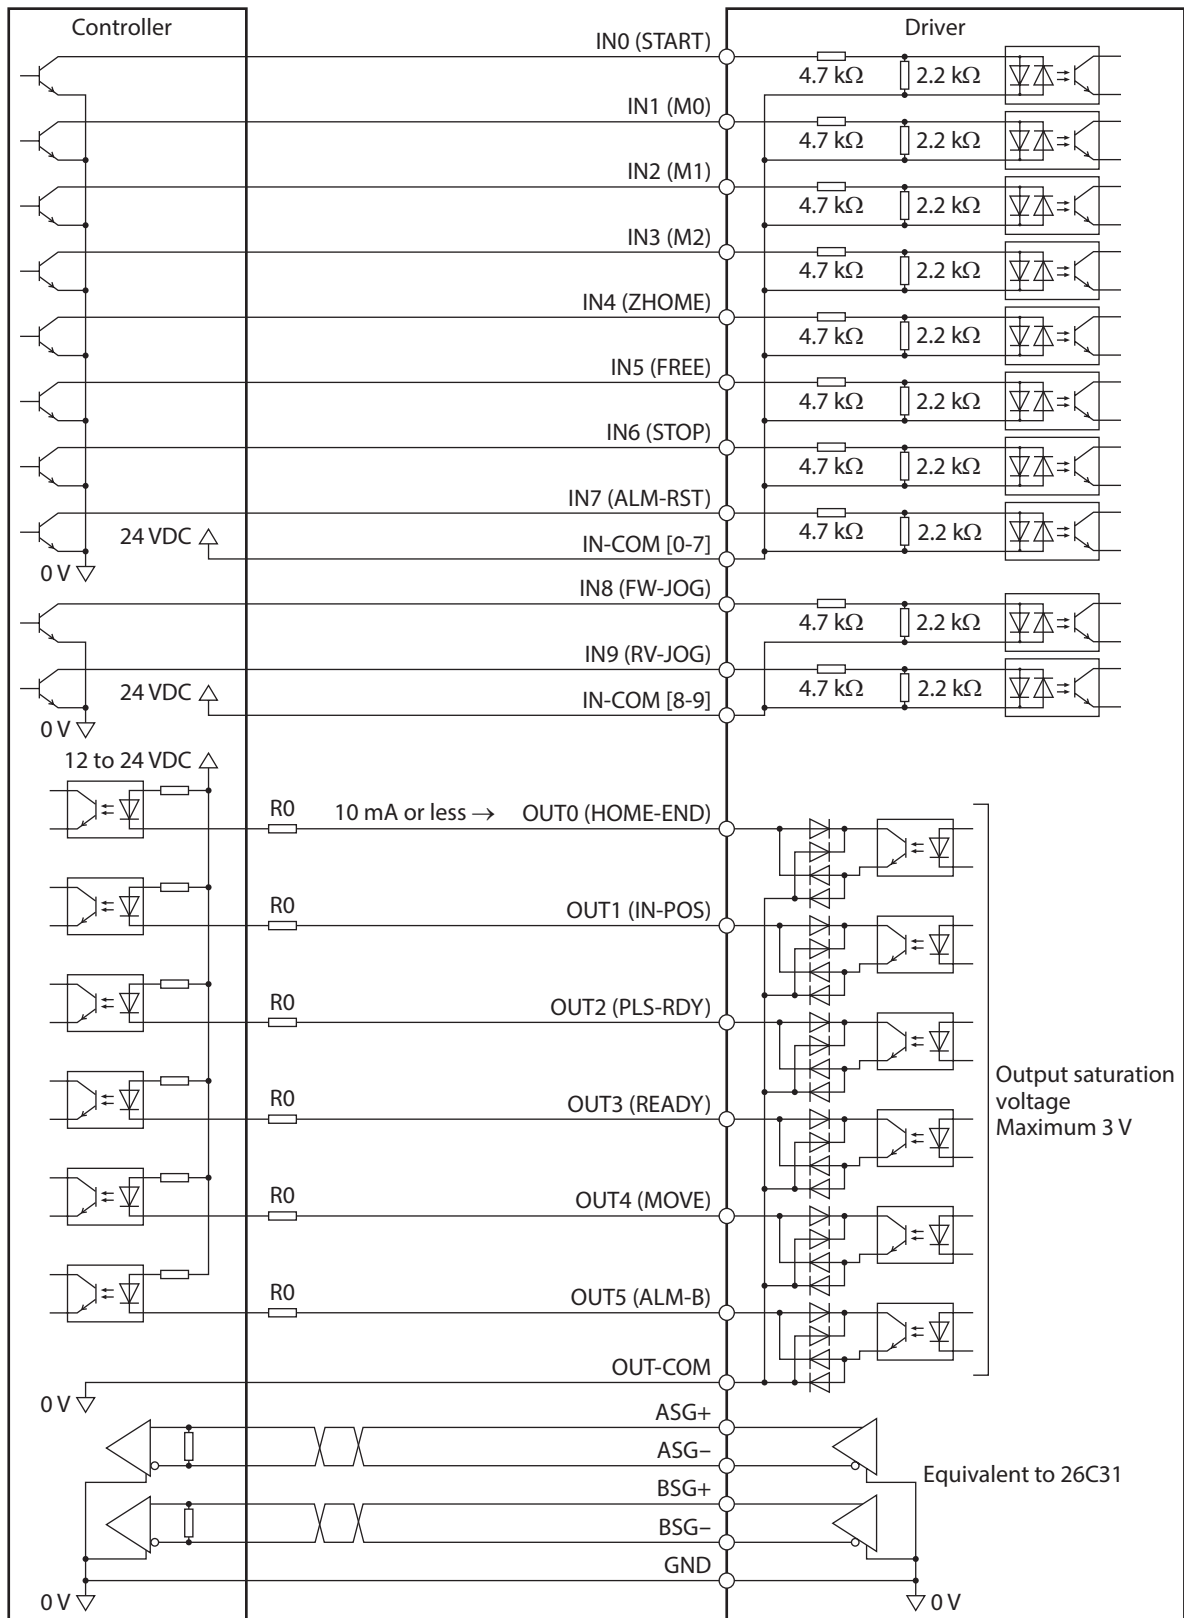 Controller
Driver
IN0 (START)
4.7 kΩ
2.2 kΩ
IN1 (M0)
4.7 kΩ
2.2 kΩ
IN2 (M1)
4.7 kΩ
2.2 kΩ
IN3 (M2)
4.7 kΩ
2.2 kΩ
IN4 (ZHOME)
4.7 kΩ
2.2 kΩ
IN5 (FREE)
4.7 kΩ
2.2 kΩ
IN6 (STOP)
4.7 kΩ
2.2 kΩ
IN7 (ALM-RST)
4.7 kΩ
2.2 kΩ
24 VDC
IN-COM [0-7]
0 V
IN8 (FW-JOG)
4.7 kΩ
2.2 kΩ
IN9 (RV-JOG)
4.7 kΩ
2.2 kΩ
24 VDC
IN-COM [8-9]
0 V
12 to 24 VDC
R0
10 mA or less →
OUT0 (HOME-END)
R0
OUT1 (IN-POS)
R0
OUT2 (PLS-RDY)
R0
OUT3 (READY)
Output saturation
voltage
Maximum 3 V
R0
OUT4 (MOVE)
R0
OUT5 (ALM-B)
OUT-COM
0 V
ASG+
ASG−
Equivalent to 26C31
BSG+
BSG−
GND
0 V
0 V